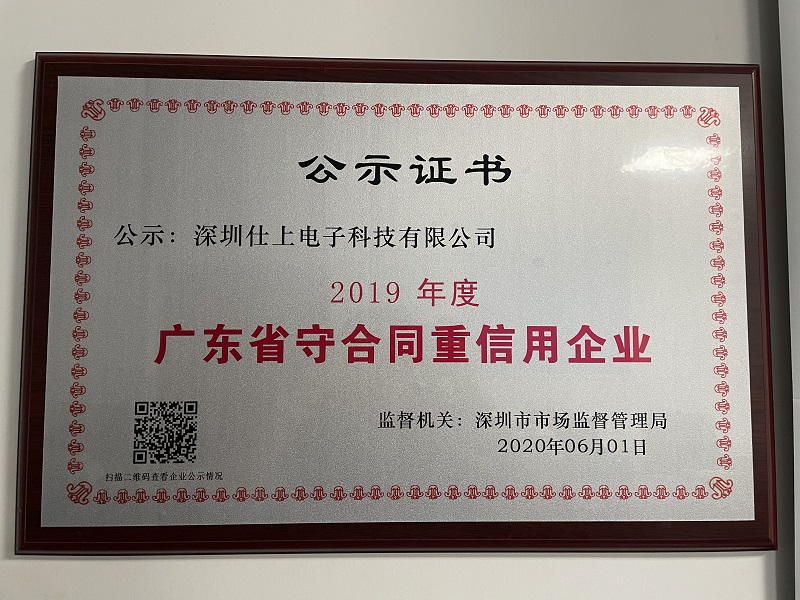 公示证书
公示：深圳仕上电子科技有限公司
2019 年度
广东省守合同重信用企业
监督机关：深圳市市场监督管理局
2020年06月01日
扫描二维码查看企业公示情况